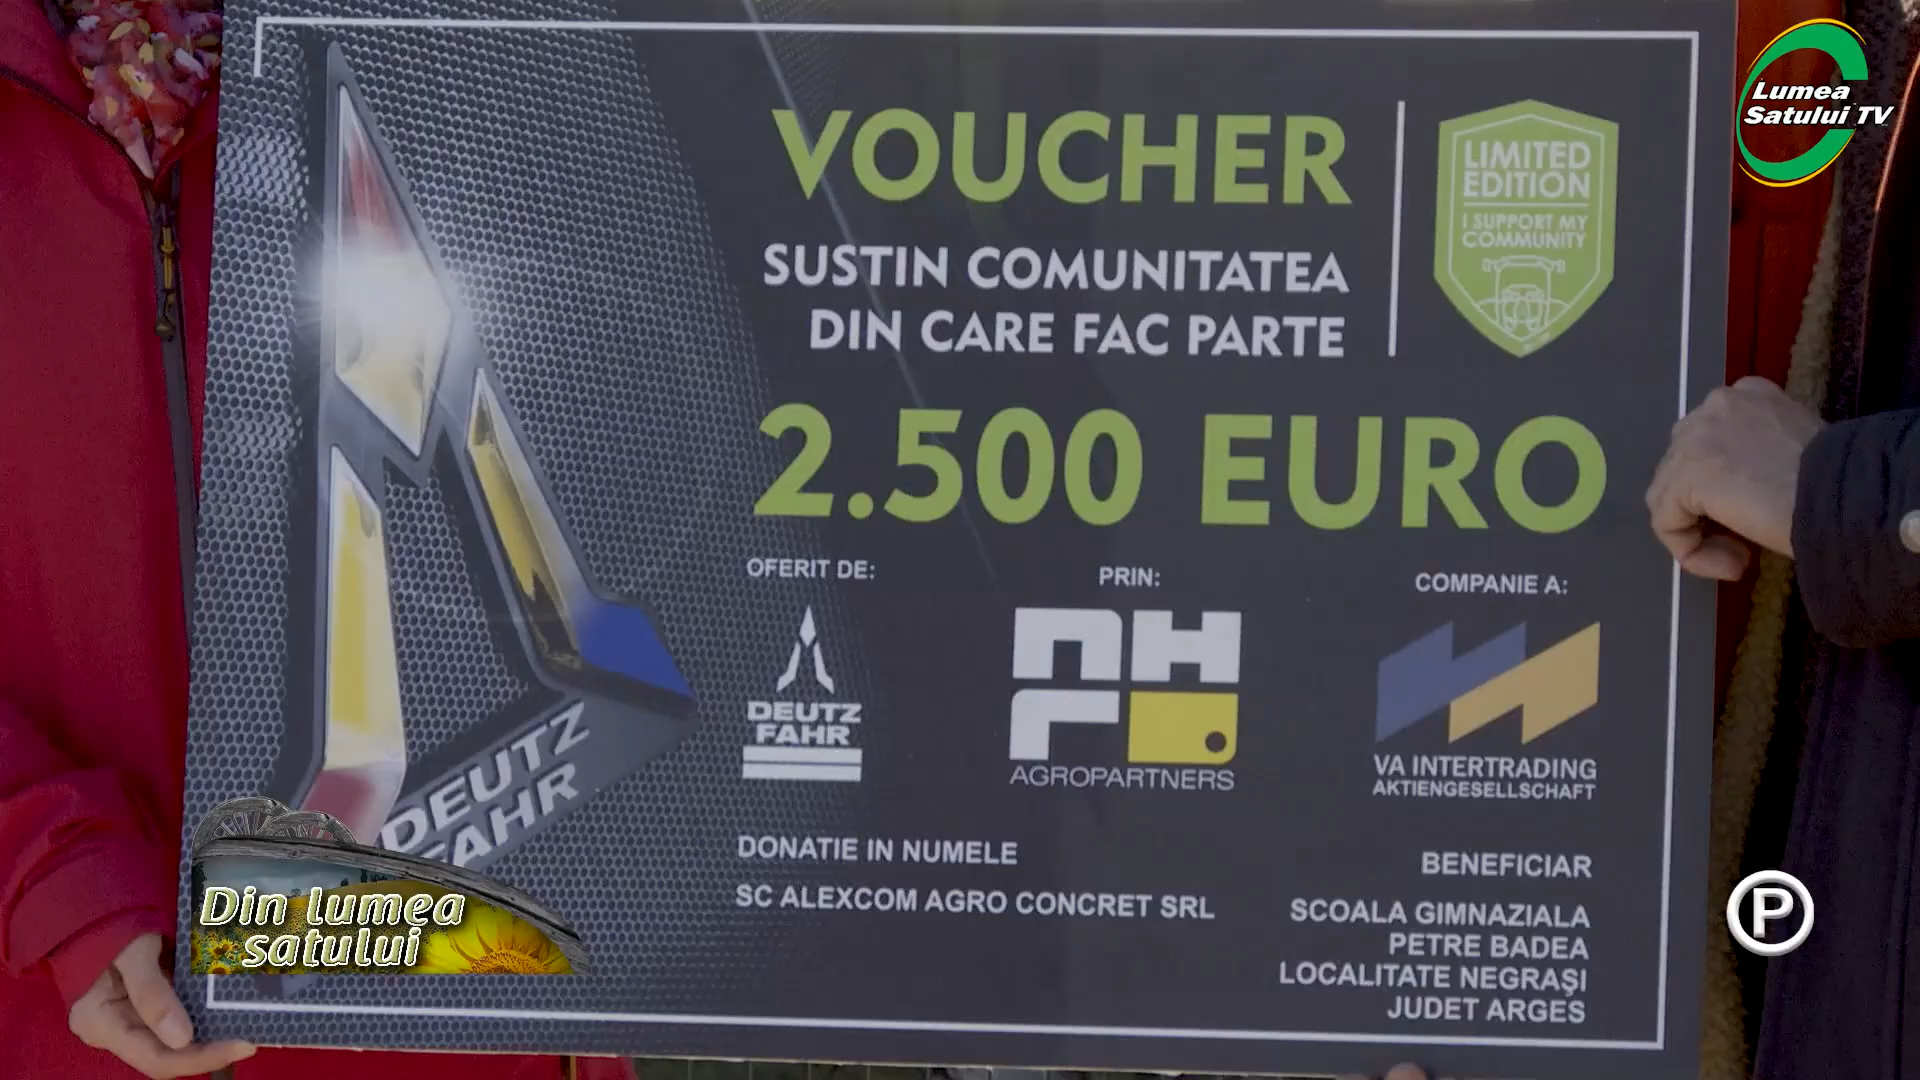 Lumea
Satului TV
VOUCHER
SUSTIN COMUNITATEA
DIN CARE FAC PARTE
LIMITED
EDITION
I SUPPORT MY
COMMUNITY
2.500 EURO
OFERIT DE:
DEUTZ
FAHR
PRIN:
NHR
AGROPARTNERS
COMPANIE A:
VA INTERTRADING
AKTIENGESELLSCHAFT
DEUTZ
FAHR
DONATIE IN NUMELE
SC ALEXCOM AGRO CONCRET SRL
BENEFICIAR
SCOALA GIMNAZIALA
PETRE BADEA
LOCALITATE NEGRAŞI
JUDET ARGES
Din lumea
satului
P